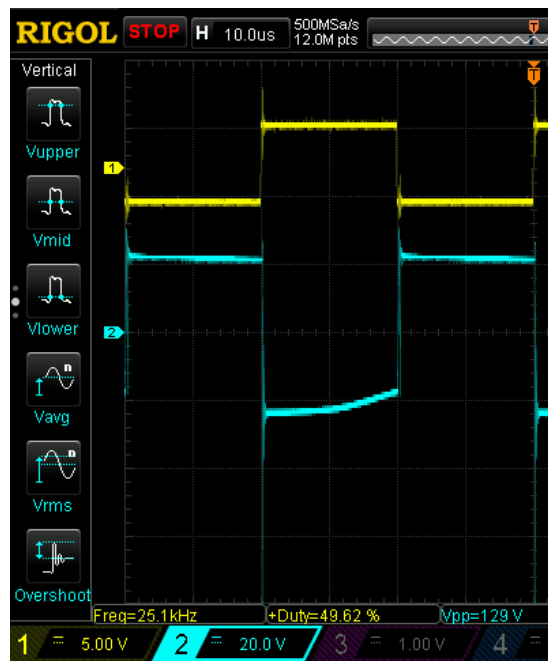 RIGOL STOP H 10.0us 500MSa/s
12.0M pts
T
Vertical
T
Vupper
1
Vmid
Vlower
2
n
Vavg
n
Vrms
Overshoot
Freq=25.1kHz +Duty=49.62 % Vpp=129 V
1 = 5.00 V 2 = 20.0 V 3 = 1.00 V 4 =